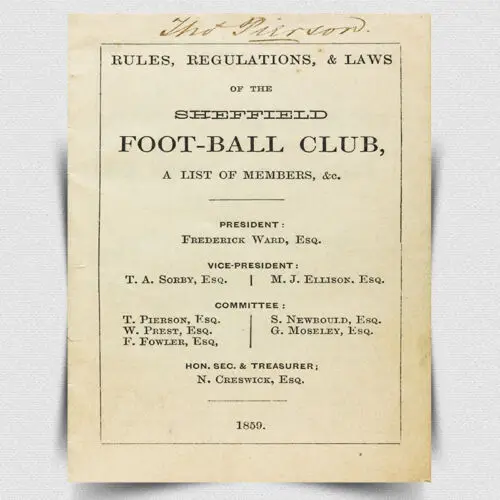 Thos Pierson.
RULES, REGULATIONS, & LAWS
OF THE
SHEFFIELD
FOOT-BALL CLUB,
A LIST OF MEMBERS, &c.
PRESIDENT:
FREDERICK WARD, ESQ.
VICE-PRESIDENT:
T. A. SORBY, ESQ. | M. J. ELLISON. ESQ.
COMMITTEE:
T. PIERSON, ESQ. | S. NEWBOULD, ESQ.
W. PREST, ESQ. | G. MOSELEY, ESQ.
F. FOWLER, ESQ,
HON. SEC. & TREASURER;
N. CRESWICK, ESQ.
1859.